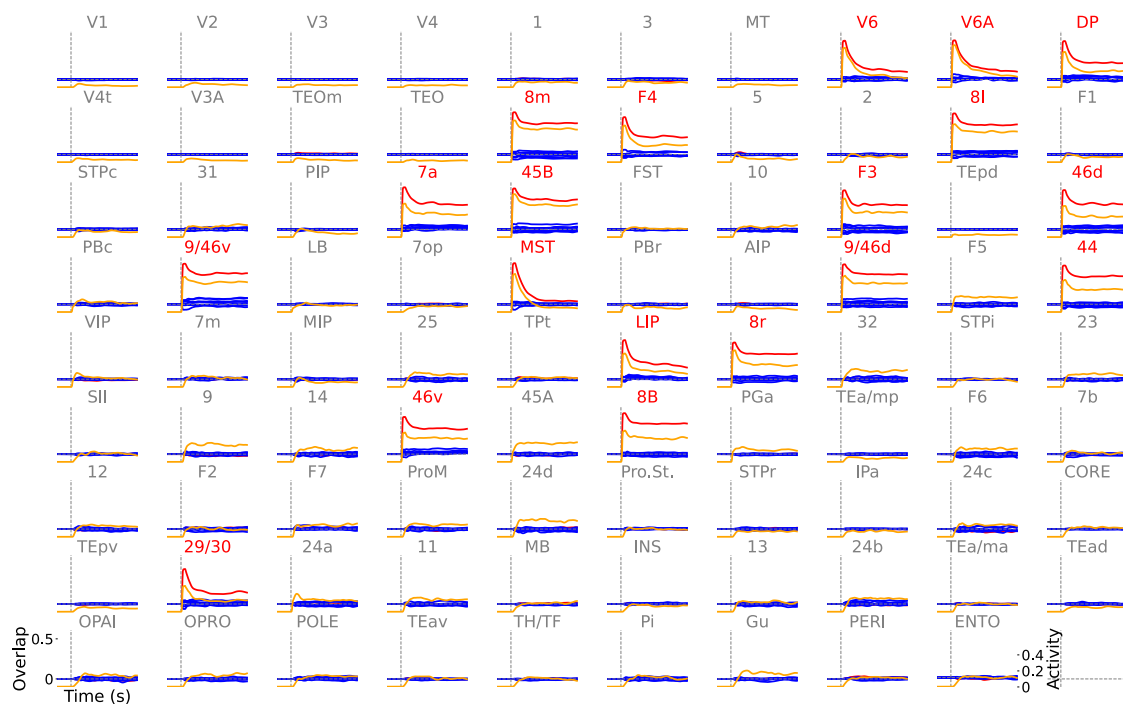 V1 V2 V3 V4 1 3 MT V6 V6A DP
V4t V3A TEOm TEO 8m F4 5 2 8l F1
STPc 31 PIP 7a 45B FST 10 F3 TEpd 46d
PBc 9/46v LB 7op MST PBr AIP 9/46d F5 44
VIP 7m MIP 25 TPt LIP 8r 32 STPi 23
SII 9 14 46v 45A 8B PGa TEa/mp F6 7b
12 F2 F7 ProM 24d Pro.St. STPr IPa 24c CORE
TEpv 29/30 24a 11 MB INS 13 24b TEa/ma TEad
OPAI OPRO POLE TEav TH/TF Pi Gu PERI ENTO
Overlap
0.5
0
Time (s)
Activity
0.4
0.2
0